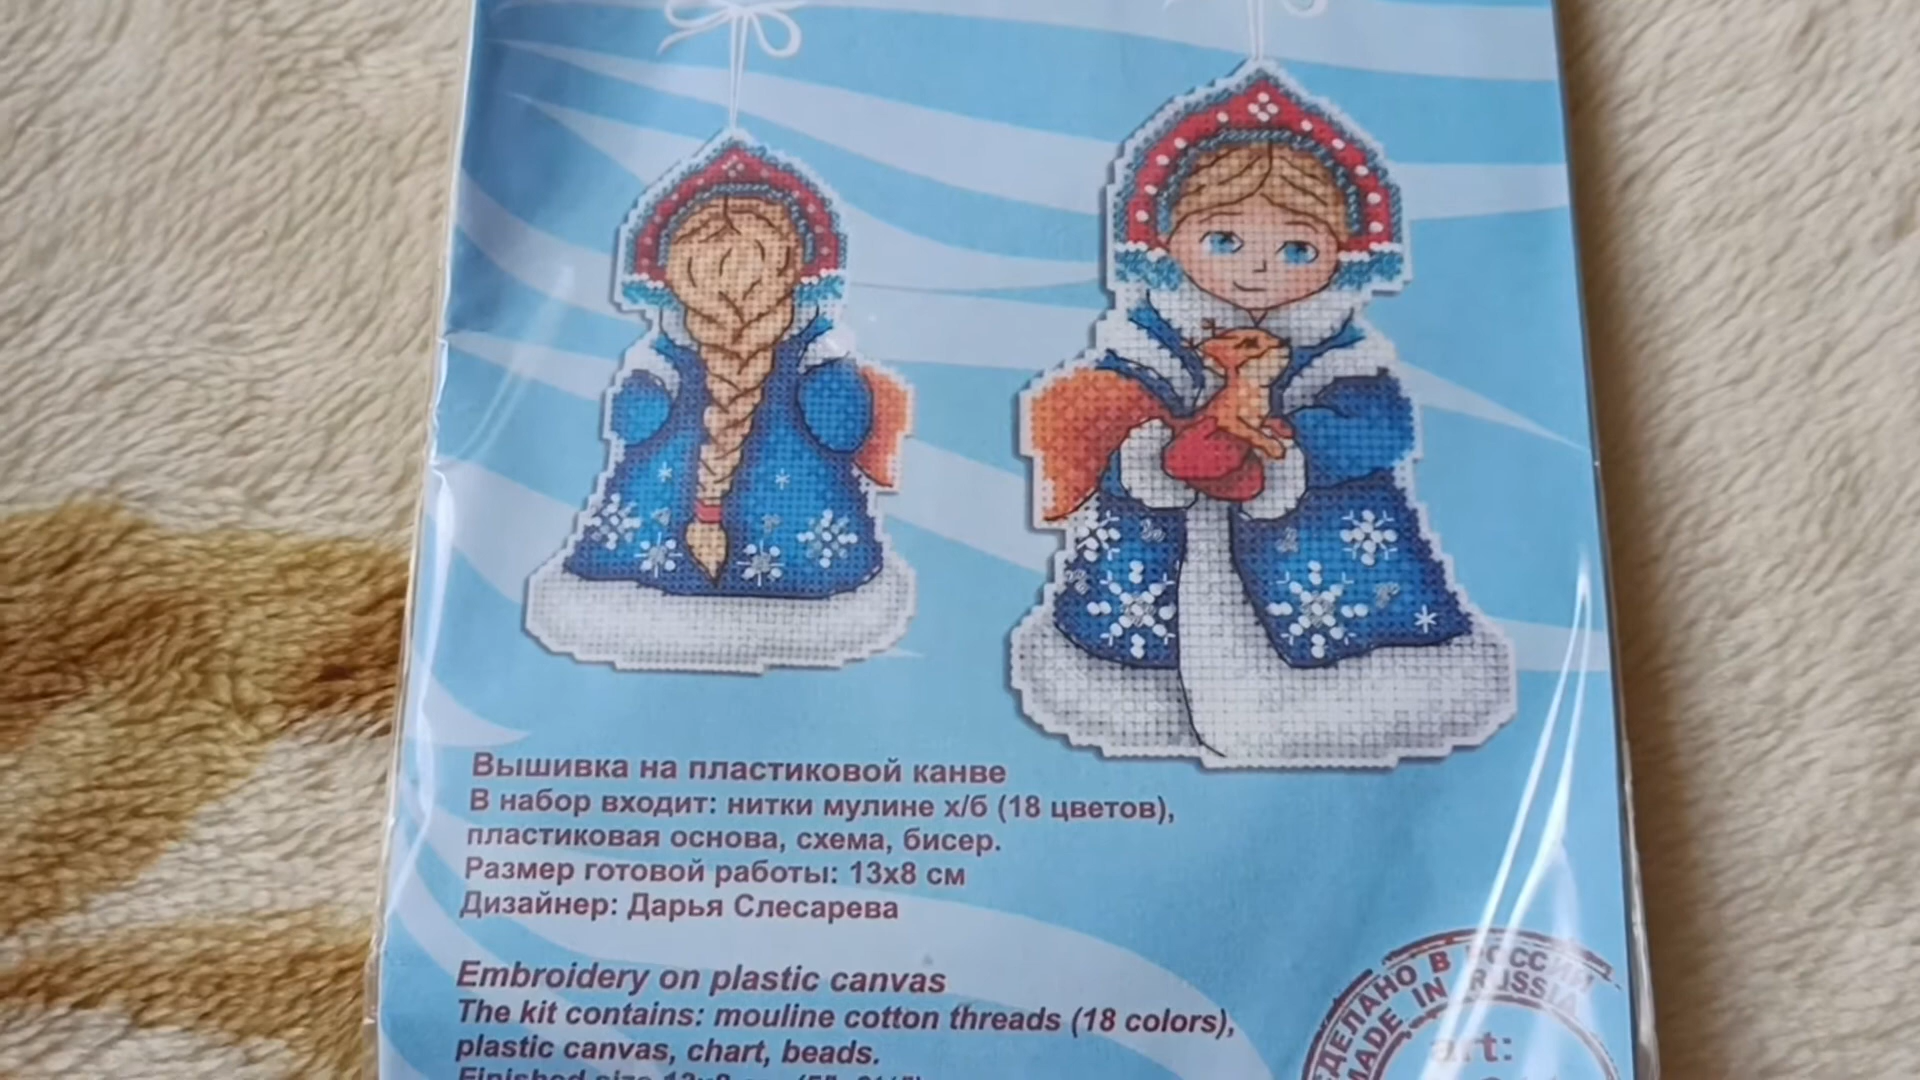 Вышивка на пластиковой канве
В набор входит: нитки мулине х/б (18 цветов),
пластиковая основа, схема, бисер.
Размер готовой работы: 13х8 см
Дизайнер: Дарья Слесарева
Embroidery on plastic canvas
The kit contains: mouline cotton threads (18 colors),
plastic canvas, chart, beads.
Finished size
СДЕЛАНО В РОССИИ
MADE IN RUSSIA
art: